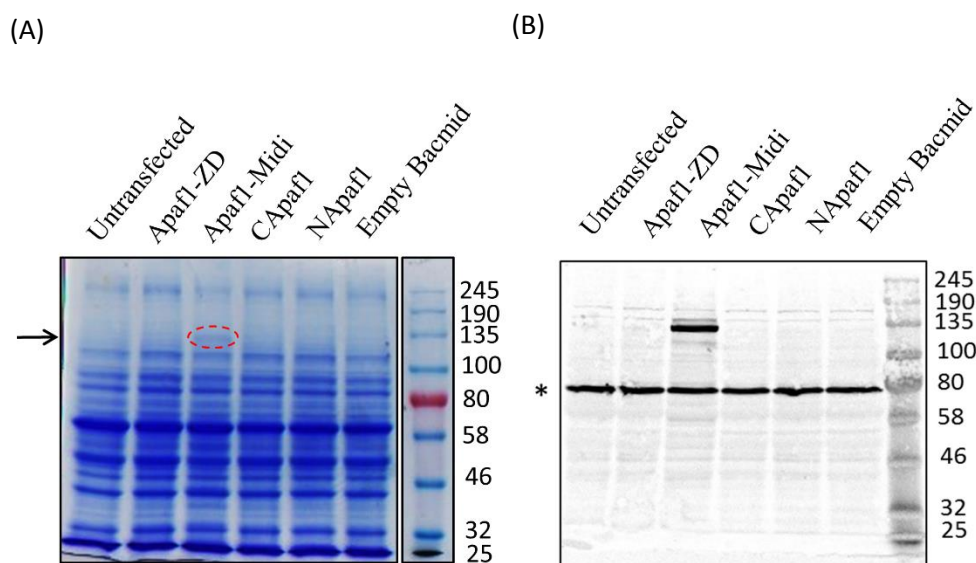 (A)
Untransfected
Apaf1-ZD
Apaf1-Midi
CApaf1
NApaf1
Empty Bacmid
245
190
135
100
80
58
46
32
25
(B)
Untransfected
Apaf1-ZD
Apaf1-Midi
CApaf1
NApaf1
Empty Bacmid
*
245
190
135
100
80
58
46
32
25